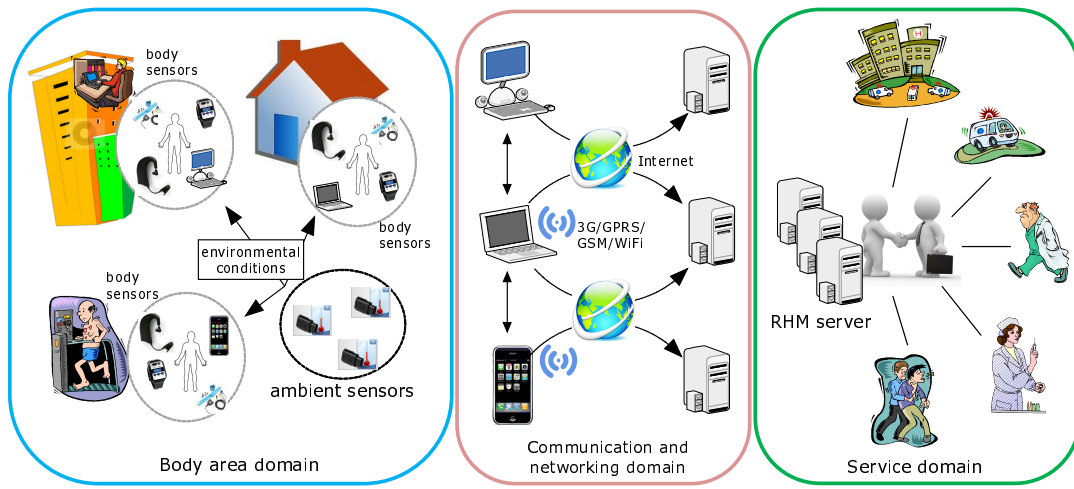 body
sensors
body
sensors
environmental
conditions
body
sensors
ambient sensors
Body area domain
Internet
3G/GPRS/
GSM/WiFi
Communication and
networking domain
H
RHM server
Service domain